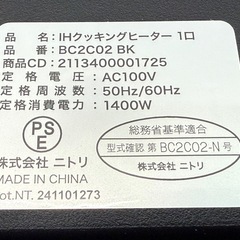 品　名：IHクッキングヒーター 1口
品　番：BC2C02 BK
商品CD：2113400001725
定格電圧：AC100V
定格周波数：50Hz/60Hz
定格消費電力：1400W
PS
E
株式会社 ニトリ
総務省基準適合
型式確認 第 BC2C02-N 号
株式会社 ニトリ
MADE IN CHINA
Lot.NT. 241101273